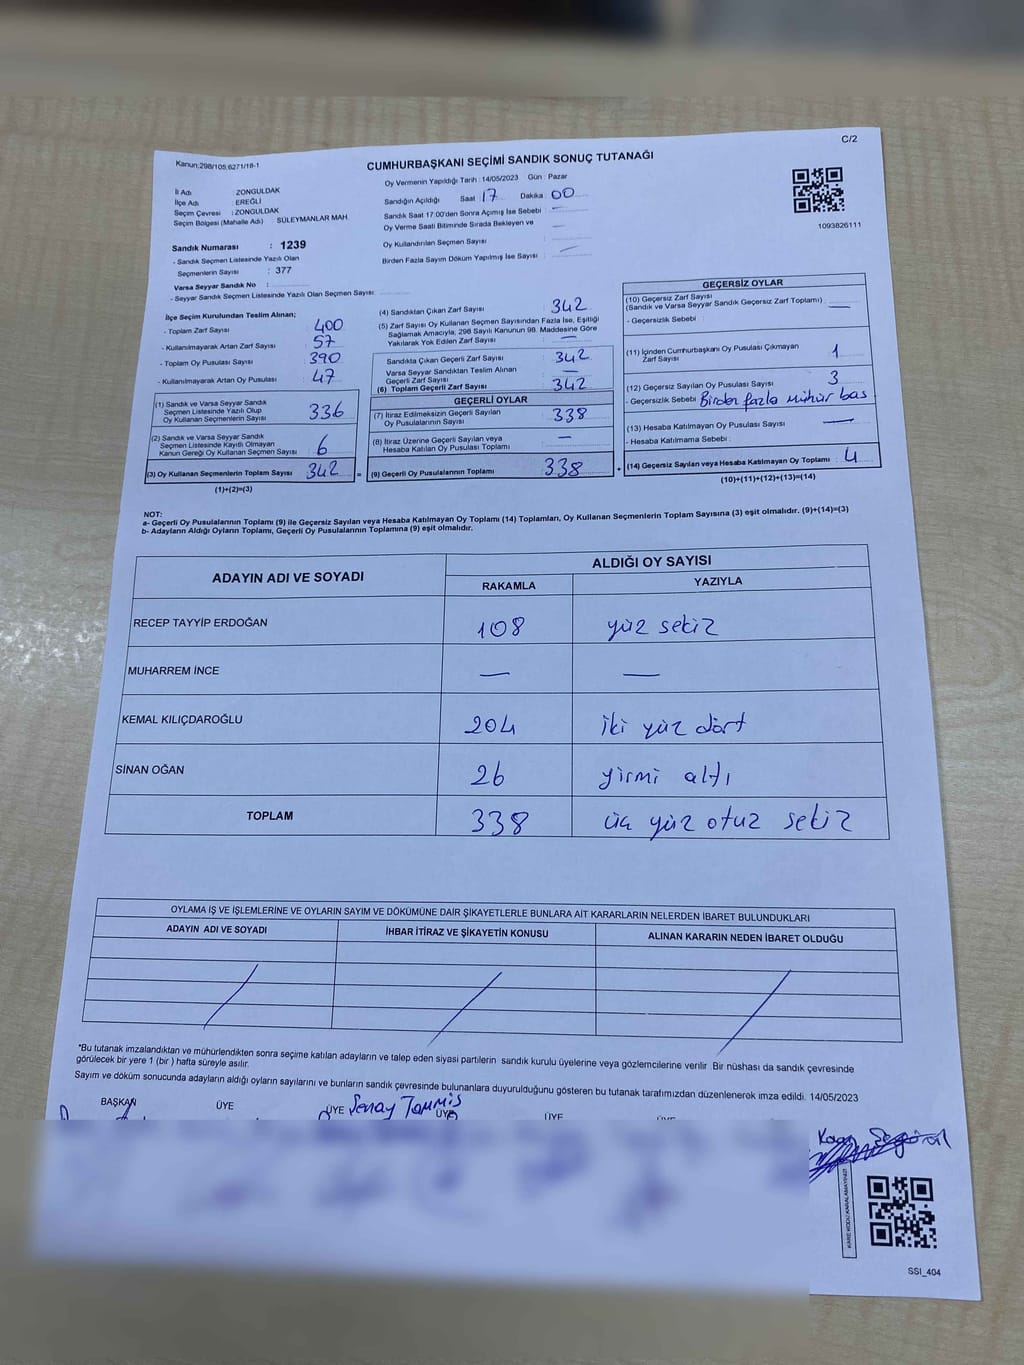 C/2
Kanun:298/105,6271/18-1
CUMHURBAŞKANI SEÇİMİ SANDIK SONUÇ TUTANAĞI
İl Adı : ZONGULDAK
İlçe Adı : EREĞLİ
Seçim Çevresi : ZONGULDAK
Seçim Bölgesi (Mahalle Adı) SÜLEYMANLAR MAH.
Sandık Numarası : 1239
- Sandık Seçmen Listesinde Yazılı Olan
Seçmenlerin Sayısı : 377
Varsa Seyyar Sandık No :
- Seyyar Sandık Seçmen Listesinde Yazılı Olan Seçmen Sayısı:
Oy Vermenin Yapıldığı Tarih : 14/05/2023 Gün : Pazar
Sandığın Açıldığı Saat 17 Dakika 00
Sandık Saat 17:00'den Sonra Açımış İse Sebebi : —
Oy Verme Saati Bitiminde Sırada Bekleyen ve
Oy Kullandırılan Seçmen Sayısı : —
Birden Fazla Sayım Döküm Yapılmış İse Sayısı : —
1093826111
İlçe Seçim Kurulundan Teslim Alınan;
- Toplam Zarf Sayısı : 400
- Kullanılmayarak Artan Zarf Sayısı : 57
- Toplam Oy Pusulası Sayısı : 390
- Kullanılmayarak Artan Oy Pusulası : 47
(1) Sandık ve Varsa Seyyar Sandık
Seçmen Listesinde Yazılı Olup
Oy Kullanan Seçmenlerin Sayısı : 336
(2) Sandık ve Varsa Seyyar Sandık
Seçmen Listesinde Kayıtlı Olmayan
Kanun Gereği Oy Kullanan Seçmen Sayısı : 6
(3) Oy Kullanan Seçmenlerin Toplam Sayısı : 342 =
(1)+(2)=(3)
(4) Sandıktan Çıkan Zarf Sayısı : 342
(5) Zarf Sayısı Oy Kullanan Seçmen Sayısından Fazla İse, Eşitliği
Sağlamak Amacıyla, 298 Sayılı Kanunun 98. Maddesine Göre
Yakılarak Yok Edilen Zarf Sayısı : —
Sandıkta Çıkan Geçerli Zarf Sayısı : 342
Varsa Seyyar Sandıktan Teslim Alınan
Geçerli Zarf Sayısı : —
(6) Toplam Geçerli Zarf Sayısı : 342
GEÇERLİ OYLAR
(7) İtiraz Edilmeksizin Geçerli Sayılan
Oy Pusulalarının Sayısı : 338
(8) İtiraz Üzerine Geçerli Sayılan veya
Hesaba Katılan Oy Pusulası Toplamı : —
(9) Geçerli Oy Pusulalarının Toplamı : 338 +
GEÇERSİZ OYLAR
(10) Geçersiz Zarf Sayısı
(Sandık ve Varsa Seyyar Sandık Geçersiz Zarf Toplamı) : —
- Geçersizlik Sebebi :
(11) İçinden Cumhurbaşkanı Oy Pusulası Çıkmayan
Zarf Sayısı : 1
(12) Geçersiz Sayılan Oy Pusulası Sayısı : 3
- Geçersizlik Sebebi : Birden fazla mühür bas
(13) Hesaba Katılmayan Oy Pusulası Sayısı : —
- Hesaba Katılmama Sebebi :
(14) Geçersiz Sayılan veya Hesaba Katılmayan Oy Toplamı : 4
(10)+(11)+(12)+(13)=(14)
NOT:
a- Geçerli Oy Pusulalarının Toplamı (9) ile Geçersiz Sayılan veya Hesaba Katılmayan Oy Toplamı (14) Toplamları, Oy Kullanan Seçmenlerin Toplam Sayısına (3) eşit olmalıdır. (9)+(14)=(3)
b- Adayların Aldığı Oyların Toplamı, Geçerli Oy Pusulalarının Toplamına (9) eşit olmalıdır.
ADAYIN ADI VE SOYADI ALDIĞI OY SAYISI
RAKAMLA YAZIYLA
RECEP TAYYİP ERDOĞAN 108 yüz sekiz
MUHARREM İNCE — —
KEMAL KILIÇDAROĞLU 204 iki yüz dört
SİNAN OĞAN 26 yirmi altı
TOPLAM 338 üç yüz otuz sekiz
OYLAMA İŞ VE İŞLEMLERİNE VE OYLARIN SAYIM VE DÖKÜMÜNE DAİR ŞİKAYETLERLE BUNLARA AİT KARARLARIN NELERDEN İBARET BULUNDUKLARI
ADAYIN ADI VE SOYADI İHBAR İTİRAZ VE ŞİKAYETİN KONUSU ALINAN KARARIN NEDEN İBARET OLDUĞU
*Bu tutanak imzalandıktan ve mühürlendikten sonra seçime katılan adayların ve talep eden siyasi partilerin sandık kurulu üyelerine veya gözlemcilerine verilir. Bir nüshası da sandık çevresinde
görülecek bir yere 1 (bir ) hafta süreyle asılır.
Sayım ve döküm sonucunda adayların aldığı oyların sayılarını ve bunların sandık çevresinde bulunanlara duyurulduğunu gösteren bu tutanak tarafımızdan düzenlenerek imza edildi. 14/05/2023
BAŞKAN ÜYE ÜYE Şenay ÜYE ÜYE ÜYE
KARE KODU KARALAMAYINIZ!
SSI_404